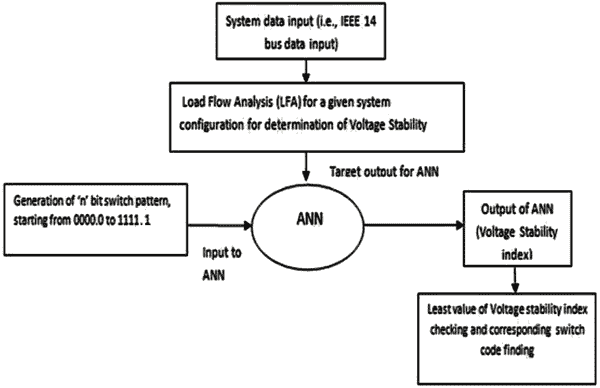 System data input (i.e., IEEE 14
bus data input)
Load Flow Analysis (LFA) for a given system
configuration for determination of Voltage Stability
Target output for ANN
Generation of 'n' bit switch pattern,
starting from 0000.0 to 1111. 1
ANN
Input to
ANN
Output of ANN
(Voltage Stability
index)
Least value of Voltage stability index
checking and corresponding switch
code finding